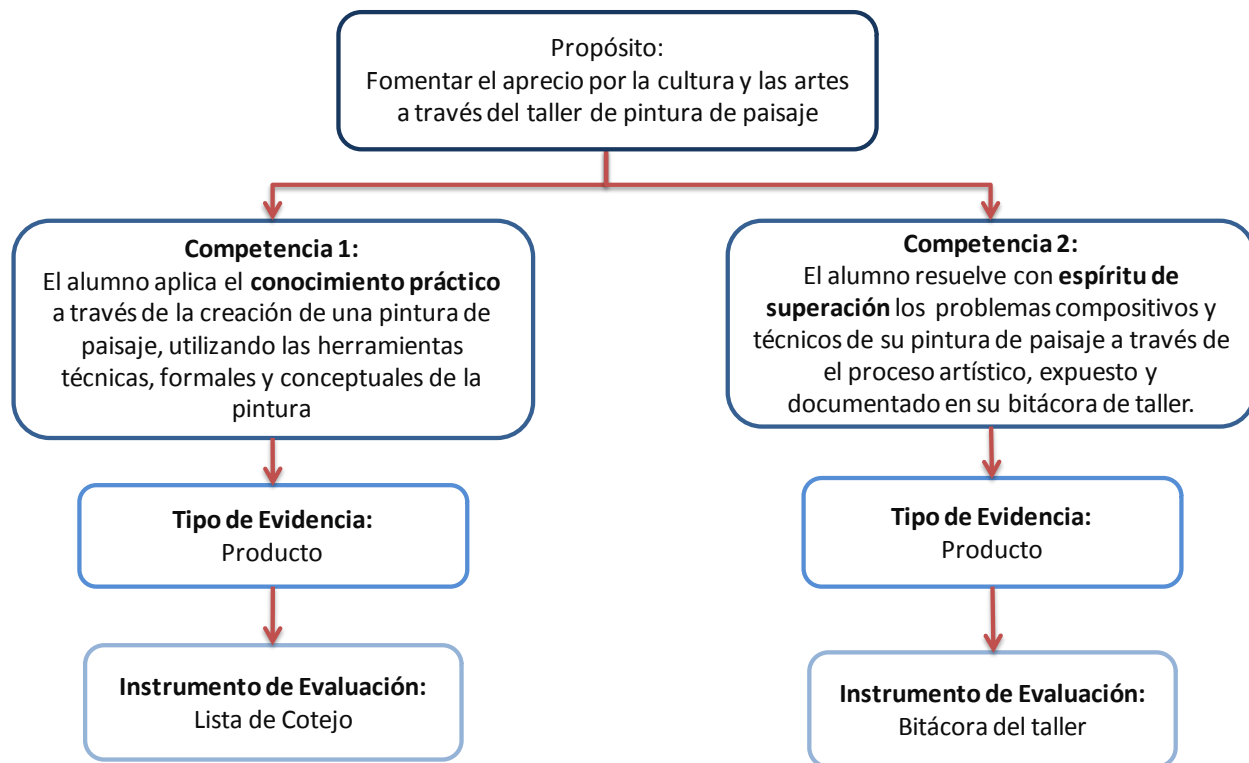 Propósito:
Fomentar el aprecio por la cultura y las artes
a través del taller de pintura de paisaje
Competencia 1:
El alumno aplica el conocimiento práctico
a través de la creación de una pintura de
paisaje, utilizando las herramientas
técnicas, formales y conceptuales de la
pintura
Competencia 2:
El alumno resuelve con espíritu de
superación los problemas compositivos y
técnicos de su pintura de paisaje a través de
el proceso artístico, expuesto y
documentado en su bitácora de taller.
Tipo de Evidencia:
Producto
Tipo de Evidencia:
Producto
Instrumento de Evaluación:
Lista de Cotejo
Instrumento de Evaluación:
Bitácora del taller